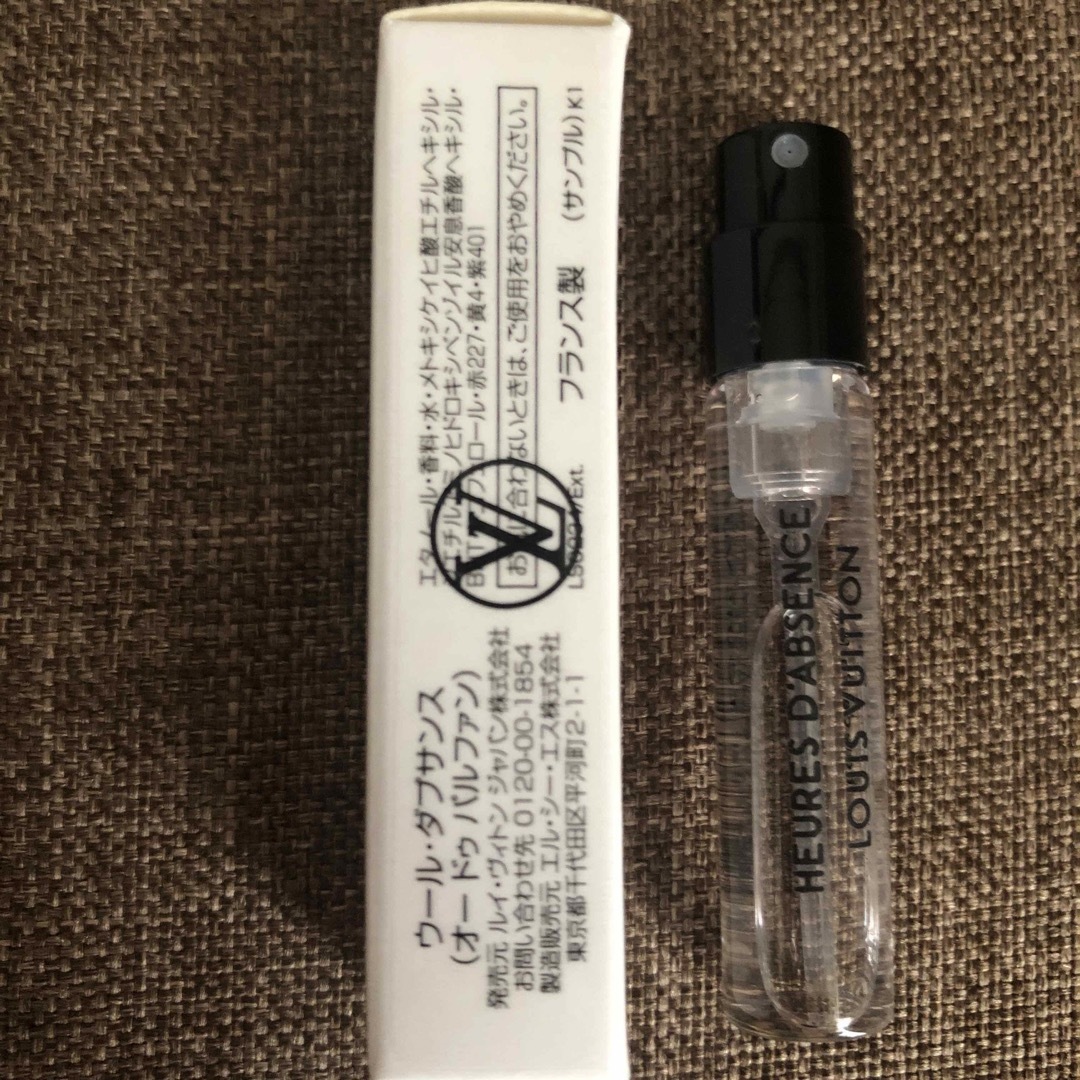 ウール・ダプサンス
(オードゥ パルファン)
発売元 ルイ・ヴィトン ジャパン株式会社
お問い合わせ先 0120-00-1854
製造販売元 エル・シー・エス株式会社
東京都千代田区平河町2-1-1
エタノール・香料・水・メトキシケイヒ酸エチルヘキシル・
ミノヒドロキシベンゾイル安息香酸ヘキシル・
ロール・赤227・黄4・紫401
お に合わないときは、ご使用をおやめください。
/Ext. フランス製 (サンプル) K1
LV
HEURES D'ABSENCE
LOUIS VUITTON